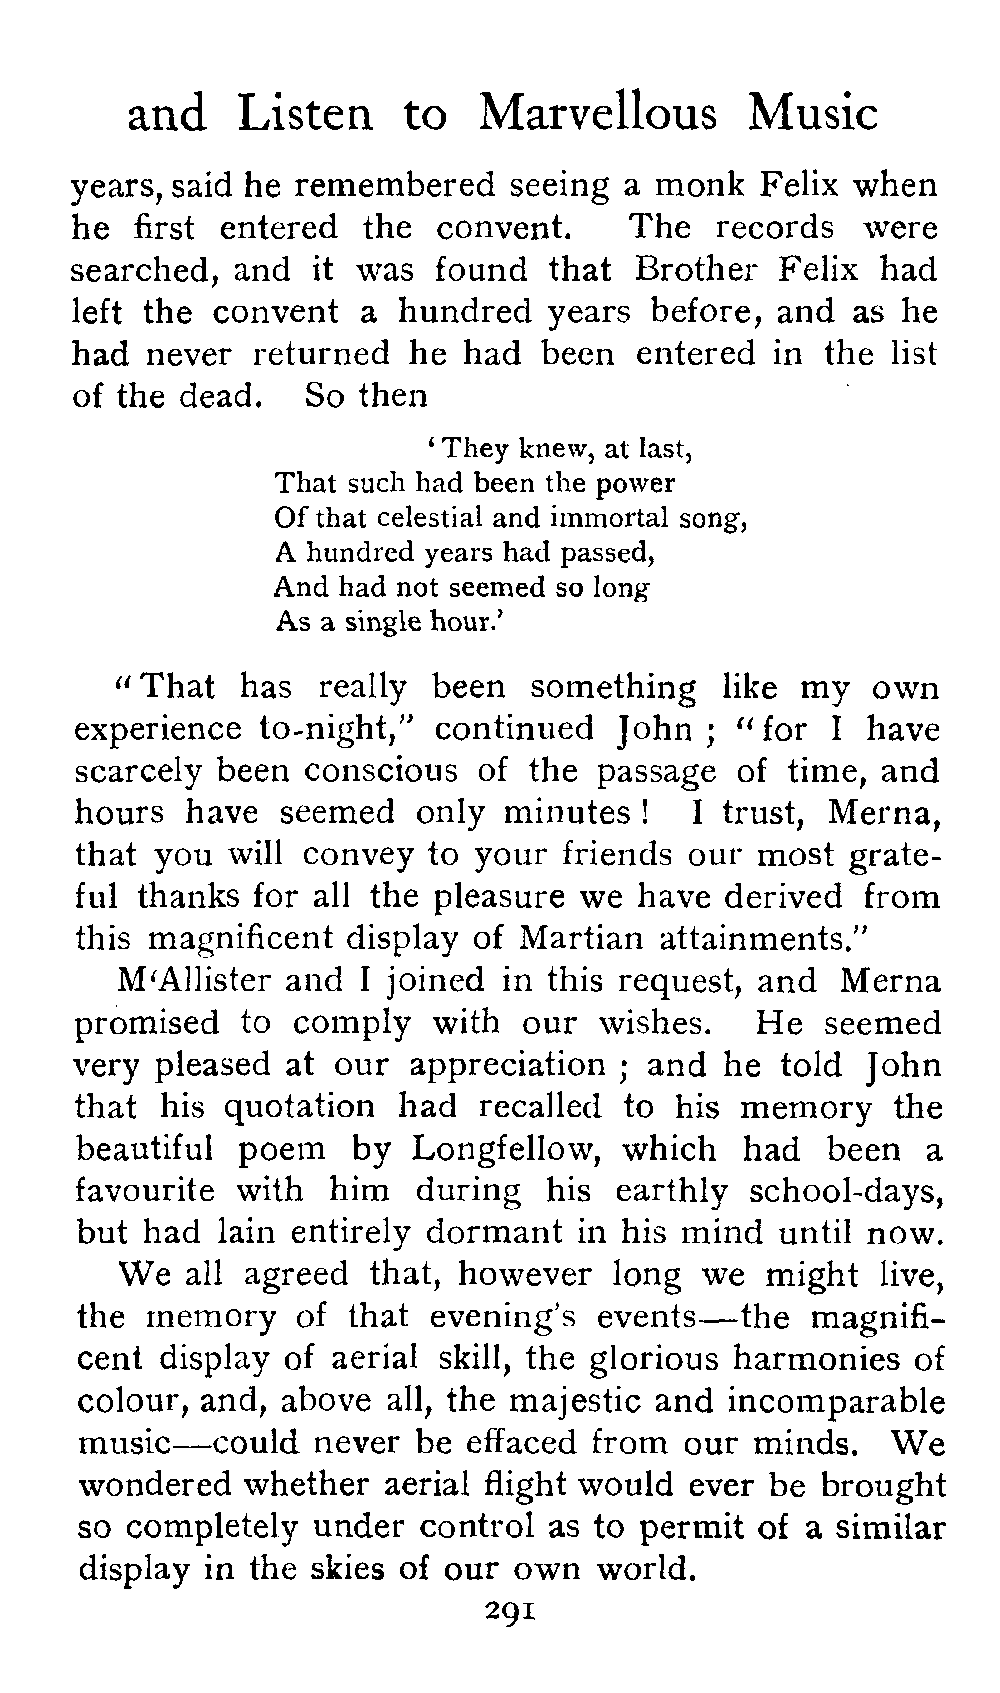 and Listen to Marvellous Music
years, said he remembered seeing a monk Felix when
he first entered the convent. The records were
searched, and it was found that Brother Felix had
left the convent a hundred years before, and as he
had never returned he had been entered in the list
of the dead. So then
‘They knew, at last,
That such had been the power
Of that celestial and immortal song,
A hundred years had passed,
And had not seemed so long
As a single hour.’
“That has really been something like my own
experience to-night,” continued John ; “for I have
scarcely been conscious of the passage of time, and
hours have seemed only minutes ! I trust, Merna,
that you will convey to your friends our most grate-
ful thanks for all the pleasure we have derived from
this magnificent display of Martian attainments.”
M‘Allister and I joined in this request, and Merna
promised to comply with our wishes. He seemed
very pleased at our appreciation ; and he told John
that his quotation had recalled to his memory the
beautiful poem by Longfellow, which had been a
favourite with him during his earthly school-days,
but had lain entirely dormant in his mind until now.
We all agreed that, however long we might live,
the memory of that evening’s events—the magnifi-
cent display of aerial skill, the glorious harmonies of
colour, and, above all, the majestic and incomparable
music—could never be effaced from our minds. We
wondered whether aerial flight would ever be brought
so completely under control as to permit of a similar
display in the skies of our own world.
291